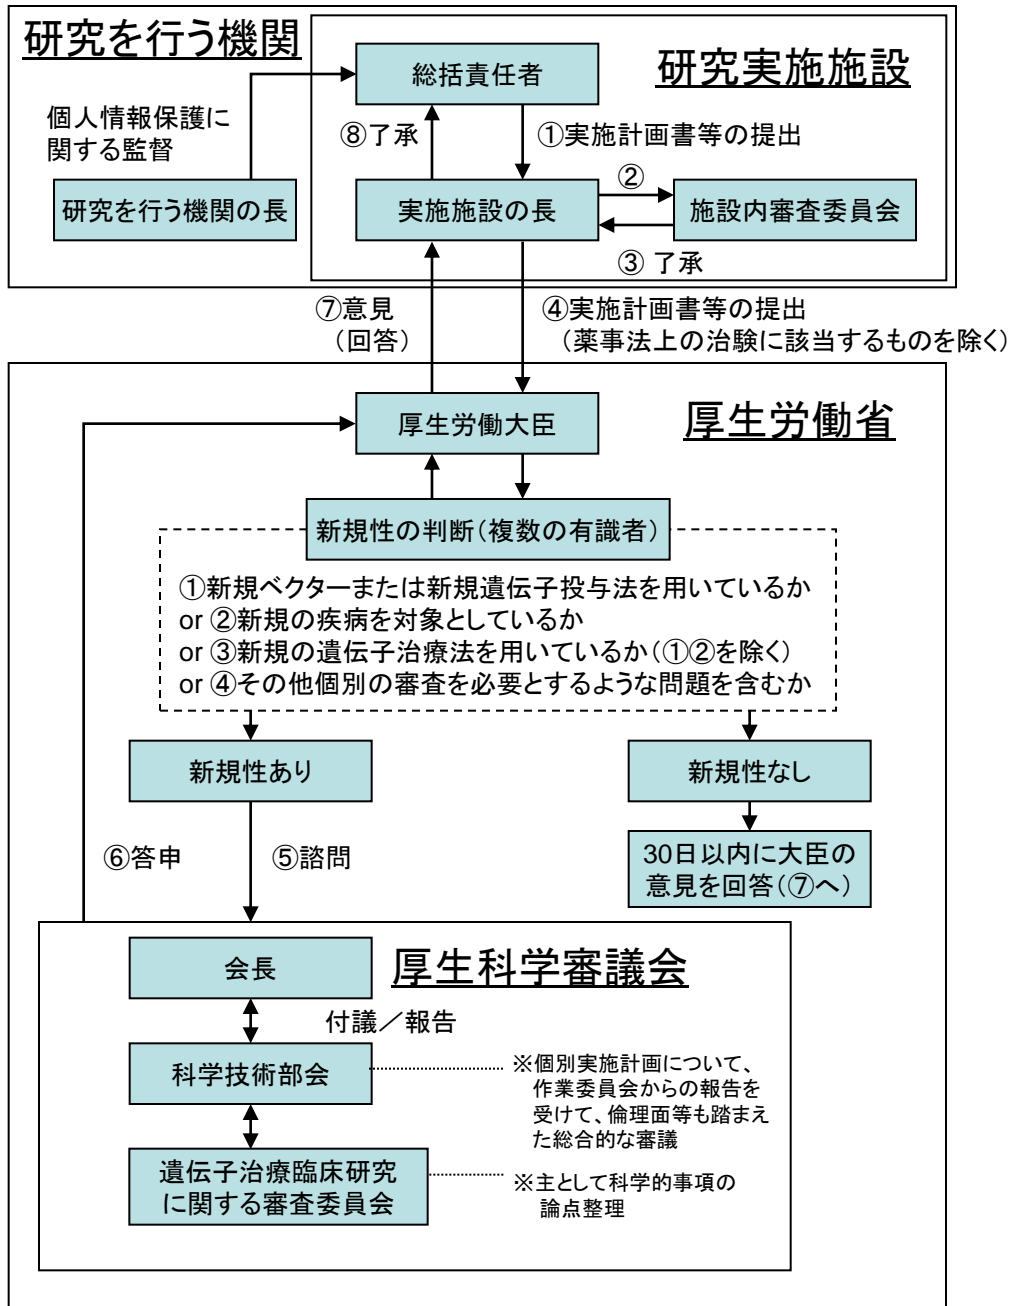 研究を行う機関
研究実施施設
総括責任者
個人情報保護に
関する監督
⑧了承
①実施計画書等の提出
②
研究を行う機関の長
実施施設の長
施設内審査委員会
③ 了承
⑦意見
(回答)
④実施計画書等の提出
(薬事法上の治験に該当するものを除く)
厚生労働大臣
厚生労働省
新規性の判断(複数の有識者)
①新規ベクターまたは新規遺伝子投与法を用いているか
or ②新規の疾病を対象としているか
or ③新規の遺伝子治療法を用いているか(①②を除く)
or ④その他個別の審査を必要とするような問題を含むか
新規性あり
新規性なし
⑥答申
⑤諮問
30日以内に大臣の
意見を回答(⑦へ)
会長
厚生科学審議会
付議／報告
科学技術部会
※個別実施計画について、
作業委員会からの報告を
受けて、倫理面等も踏まえ
た総合的な審議
遺伝子治療臨床研究
に関する審査委員会
※主として科学的事項の
論点整理